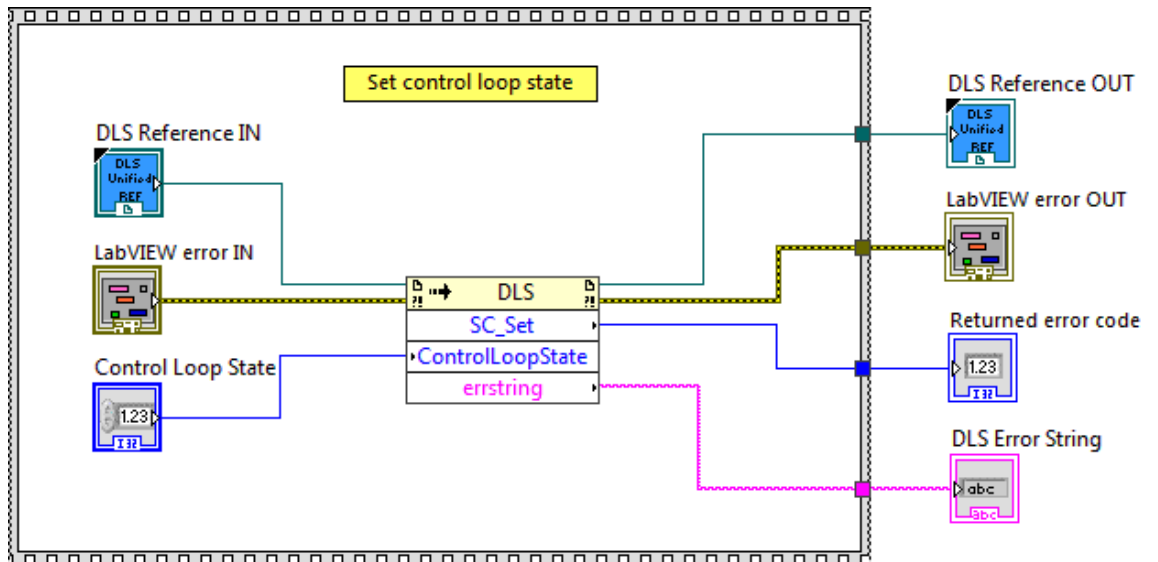 Set control loop state
DLS Reference IN
DLS
Unified
REF
LabVIEW error IN
Control Loop State
1.23
I32
?!
DLS
?!
SC_Set
ControlLoopState
errstring
DLS Reference OUT
DLS
Unified
REF
LabVIEW error OUT
Returned error code
1.23
I32
DLS Error String
abc
abc